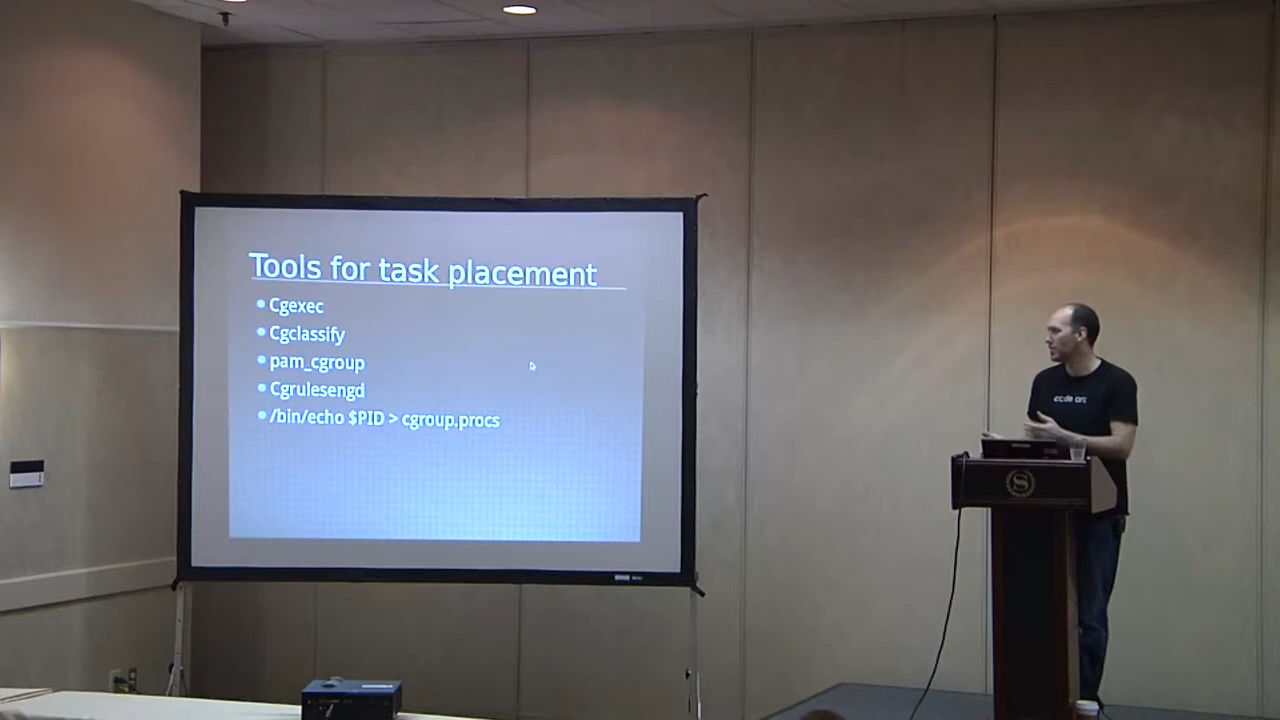 Tools for task placement
Cgexec
Cgclassify
pam_cgroup
Cgrulesengd
/bin/echo $PID > cgroup.procs
S